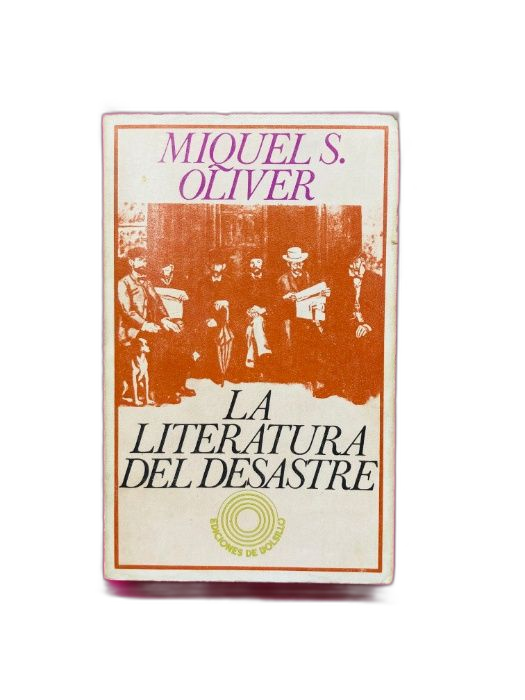 MIQUEL S.
OLIVER
LA
LITERATURA
DEL DESASTRE
EDICIONES DE BOLSILLO